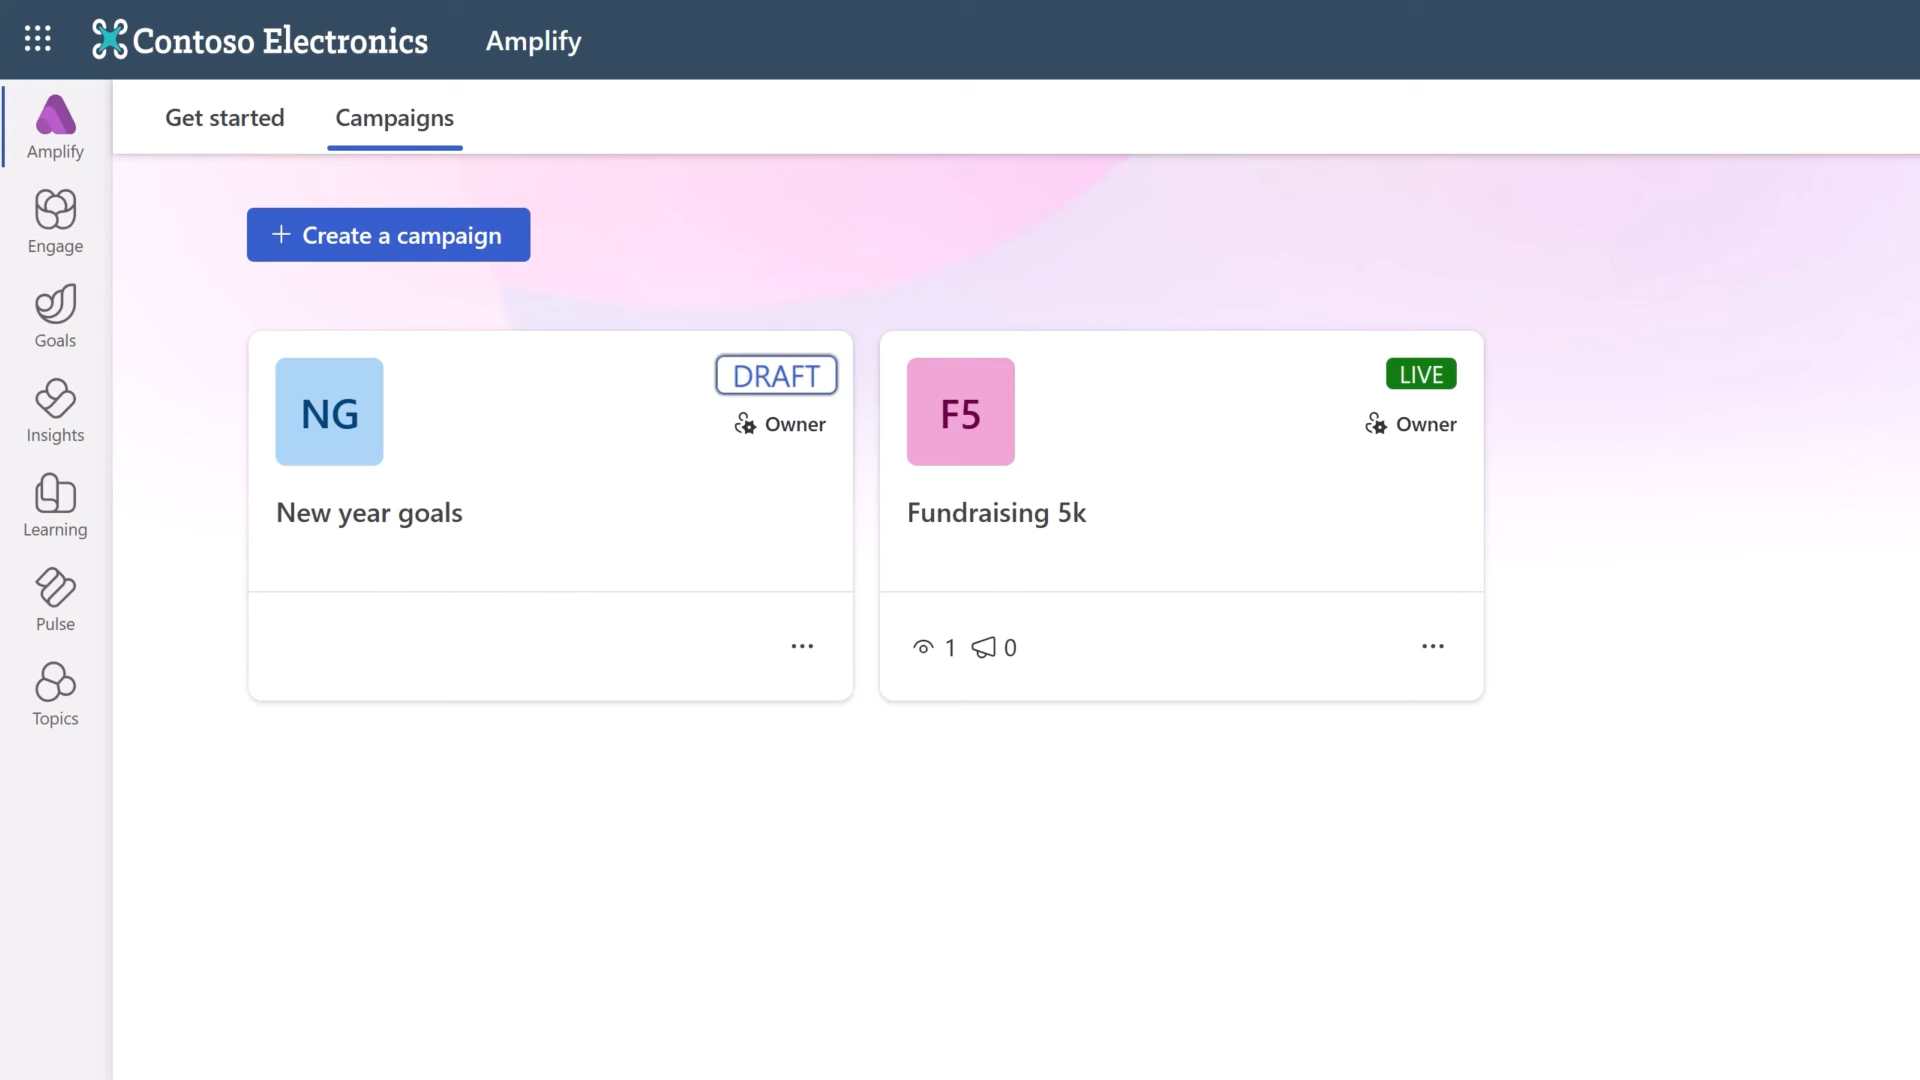 Contoso Electronics
Amplify
Get started
Campaigns
Amplify
Engage
Goals
Insights
Learning
Pulse
Topics
+ Create a campaign
NG
DRAFT
Owner
New year goals
...
F5
LIVE
Owner
Fundraising 5k
1
0
...